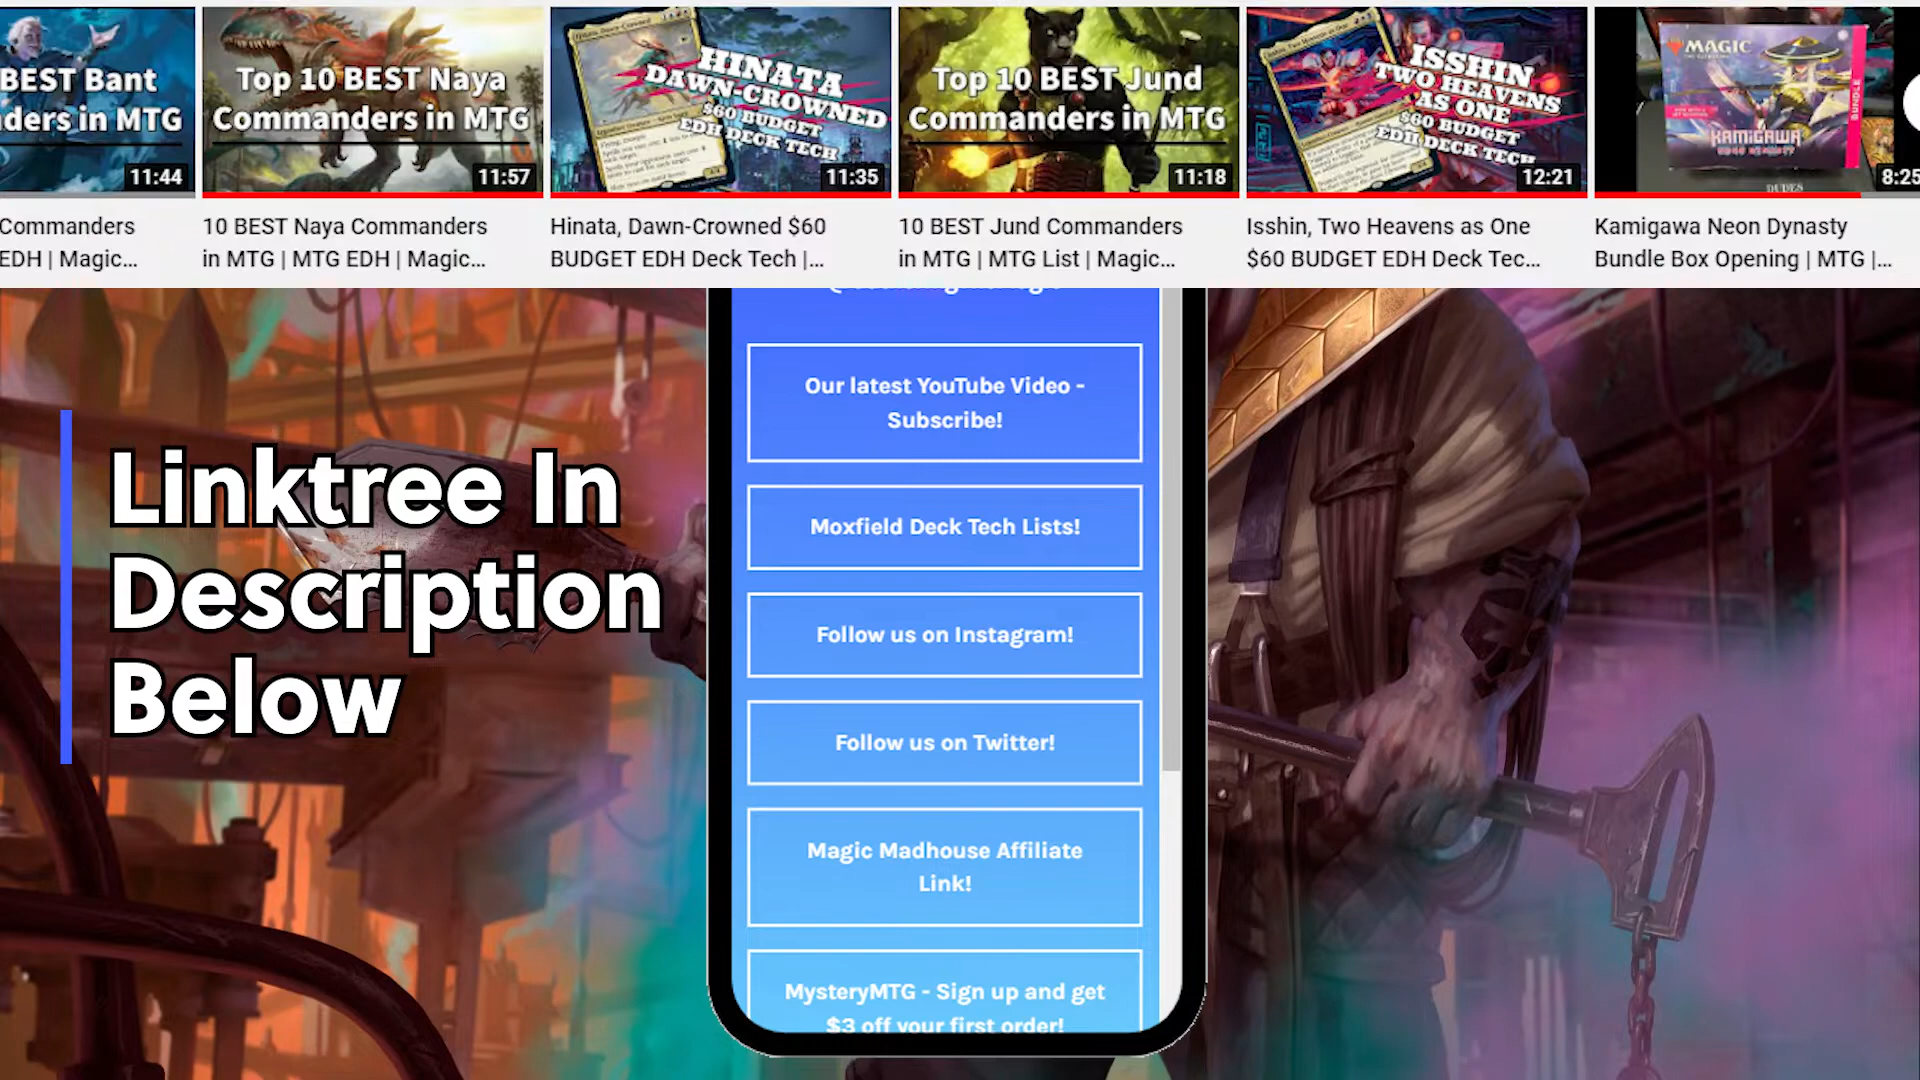 BEST Bant
ders in MTG
11:44
Top 10 BEST Naya
Commanders in MTG
11:57
Hinata, Dawn-Crowned
HINATA
DAWN-CROWNED
$60 BUDGET
EDH DECK TECH
11:35
Top 10 BEST Jund
Commanders in MTG
11:18
ISSHIN
TWO HEAVENS
AS ONE
$60 BUDGET
EDH DECK TECH
12:21
MAGIC
BUNDLE
KAMIGAWA
DUDES
8:25
Commanders
EDH | Magic...
10 BEST Naya Commanders
in MTG | MTG EDH | Magic...
Hinata, Dawn-Crowned $60
BUDGET EDH Deck Tech |...
10 BEST Jund Commanders
in MTG | MTG List | Magic...
Isshin, Two Heavens as One
$60 BUDGET EDH Deck Tec...
Kamigawa Neon Dynasty
Bundle Box Opening | MTG |...
Linktree In
Description
Below
Our latest YouTube Video -
Subscribe!
Moxfield Deck Tech Lists!
Follow us on Instagram!
Follow us on Twitter!
Magic Madhouse Affiliate
Link!
MysteryMTG - Sign up and get
$3 off your first order!